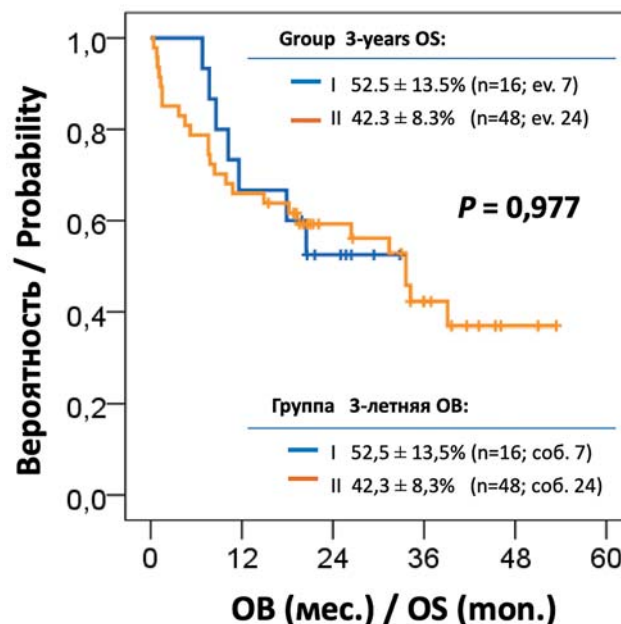 Вероятность / Probability
1,0
0,8
0,6
0,4
0,2
0,0
Group 3-years OS:
I 52.5 ± 13.5% (n=16; ev. 7)
II 42.3 ± 8.3% (n=48; ev. 24)
P = 0,977
Группа 3-летняя ОВ:
I 52,5 ± 13,5% (n=16; соб. 7)
II 42,3 ± 8,3% (n=48; соб. 24)
0 12 24 36 48 60
ОВ (мес.) / OS (mon.)